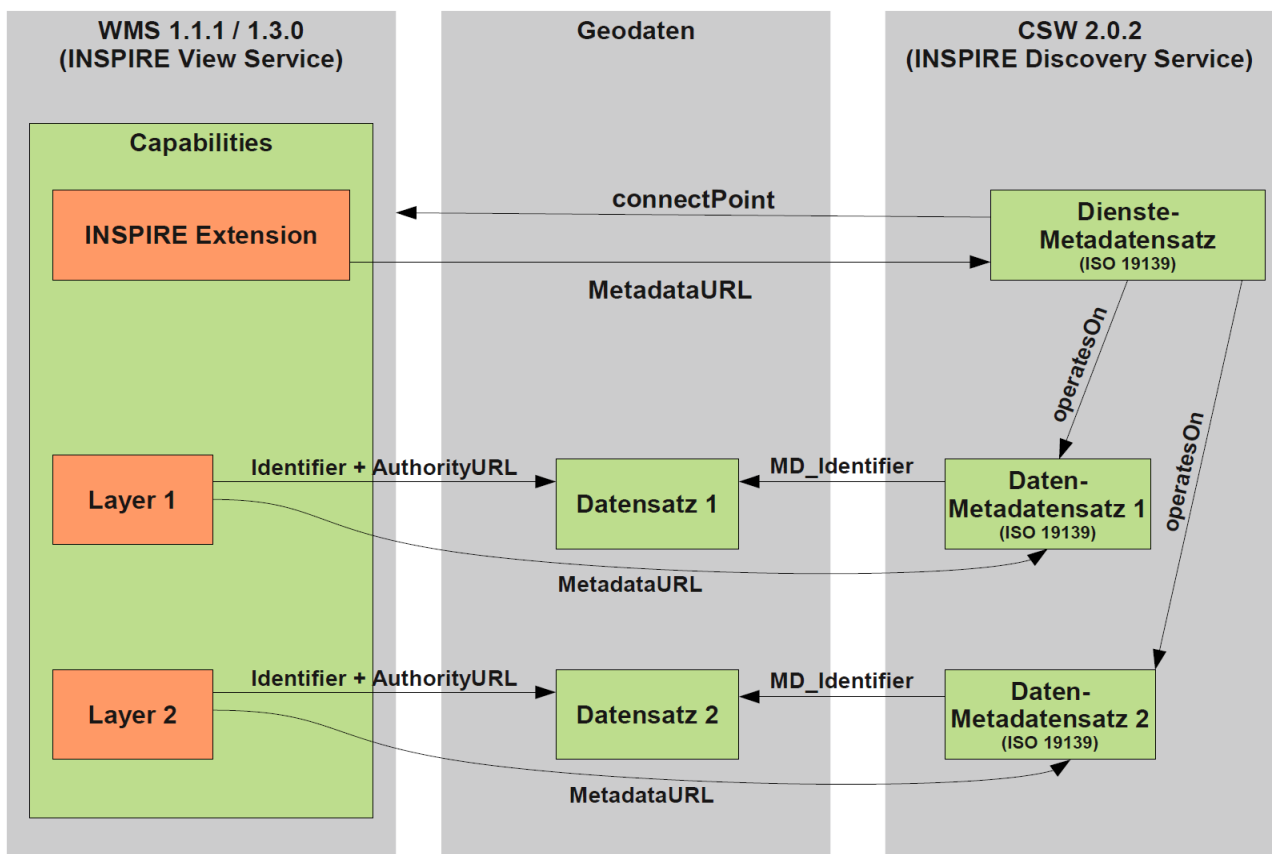 WMS 1.1.1 / 1.3.0
(INSPIRE View Service)
Geodaten
CSW 2.0.2
(INSPIRE Discovery Service)
Capabilities
INSPIRE Extension
connectPoint
MetadataURL
Dienste-
Metadatensatz
(ISO 19139)
operatesOn
operatesOn
Layer 1
Identifier + AuthorityURL
Datensatz 1
MD_Identifier
Daten-
Metadatensatz 1
(ISO 19139)
MetadataURL
Layer 2
Identifier + AuthorityURL
Datensatz 2
MD_Identifier
Daten-
Metadatensatz 2
(ISO 19139)
MetadataURL